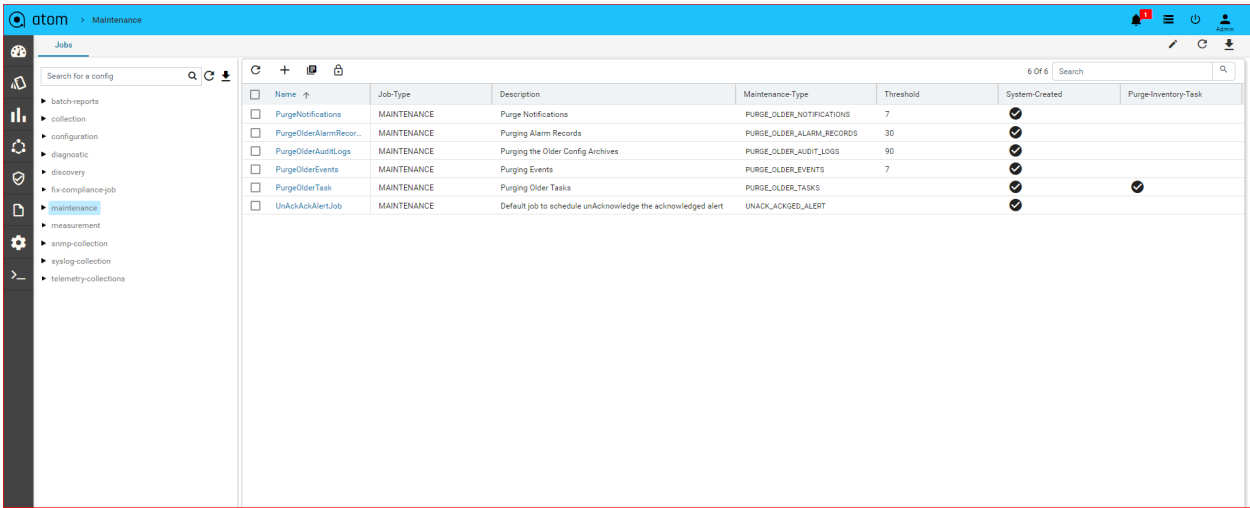 atom > Maintenance
1
Admin
Jobs
Search for a config
batch-reports
collection
configuration
diagnostic
discovery
fix-compliance-job
maintenance
measurement
snmp-collection
syslog-collection
telemetry-collections
6 Of 6 Search
Name Job-Type Description Maintenance-Type Threshold System-Created Purge-Inventory-Task
PurgeNotifications MAINTENANCE Purge Notifications PURGE_OLDER_NOTIFICATIONS 7
PurgeOlderAlarmRecor... MAINTENANCE Purging Alarm Records PURGE_OLDER_ALARM_RECORDS 30
PurgeOlderAuditLogs MAINTENANCE Purging the Older Config Archives PURGE_OLDER_AUDIT_LOGS 90
PurgeOlderEvents MAINTENANCE Purging Events PURGE_OLDER_EVENTS 7
PurgeOlderTask MAINTENANCE Purging Older Tasks PURGE_OLDER_TASKS
UnAckAckAlertJob MAINTENANCE Default job to schedule unAcknowledge the acknowledged alert UNACK_ACKGED_ALERT